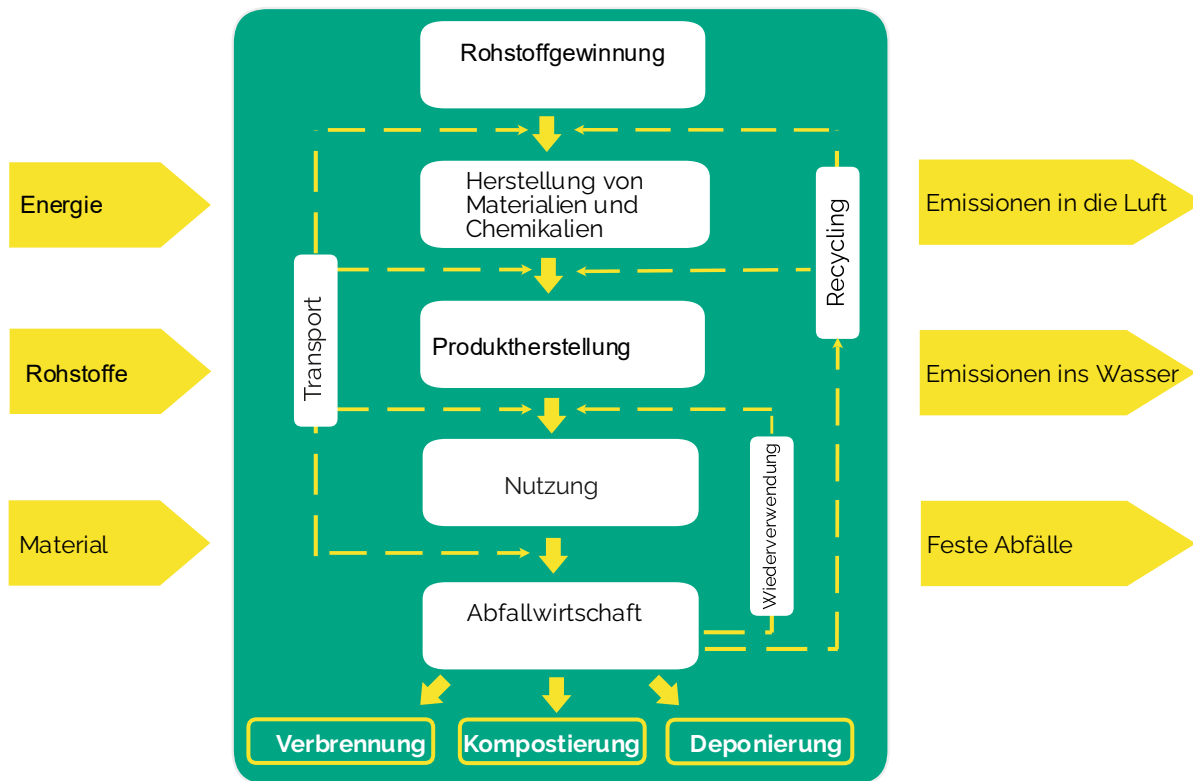 Rohstoffgewinnung
Energie
Herstellung von
Materialien und
Chemikalien
Emissionen in die Luft
Recycling
Transport
Rohstoffe
Produktherstellung
Emissionen ins Wasser
Nutzung
Wiederverwendung
Material
Feste Abfälle
Abfallwirtschaft
Verbrennung
Kompostierung
Deponierung